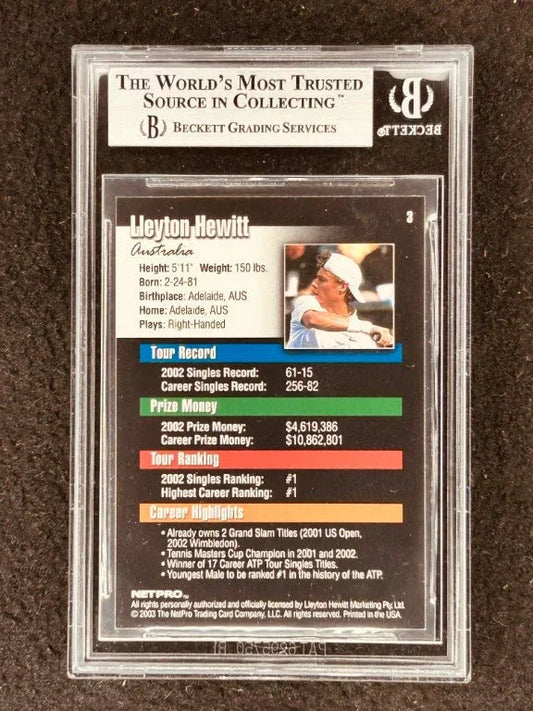 THE WORLD'S MOST TRUSTED
SOURCE IN COLLECTING™
(B) BECKETT GRADING SERVICES
B
BECKETT
Lleyton Hewitt
3
Australia
Height: 5'11" Weight: 150 lbs.
Born: 2-24-81
Birthplace: Adelaide, AUS
Home: Adelaide, AUS
Plays: Right-Handed
Tour Record
2002 Singles Record: 61-15
Career Singles Record: 256-82
Prize Money
2002 Prize Money: $4,619,386
Career Prize Money: $10,862,801
Tour Ranking
2002 Singles Ranking: #1
Highest Career Ranking: #1
Career Highlights
• Already owns 2 Grand Slam Titles (2001 US Open,
2002 Wimbledon).
• Tennis Masters Cup Champion in 2001 and 2002.
• Winner of 17 Career ATP Tour Singles Titles.
• Youngest Male to be ranked #1 in the history of the ATP.
NETPRO™
All rights personally authorized and officially licensed by Lleyton Hewitt Marketing Pty. Ltd.
© 2003 The NetPro Trading Card Company, LLC. All rights reserved. Printed in the USA.